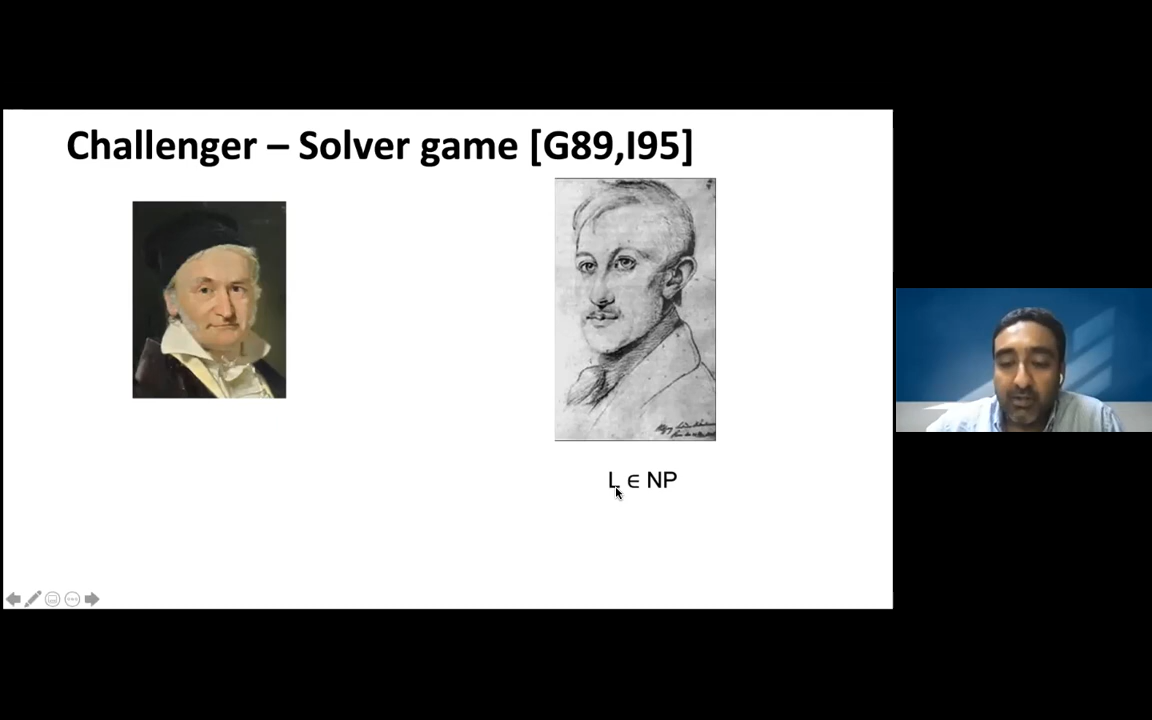 Challenger – Solver game [G89,I95]
L ∈ NP